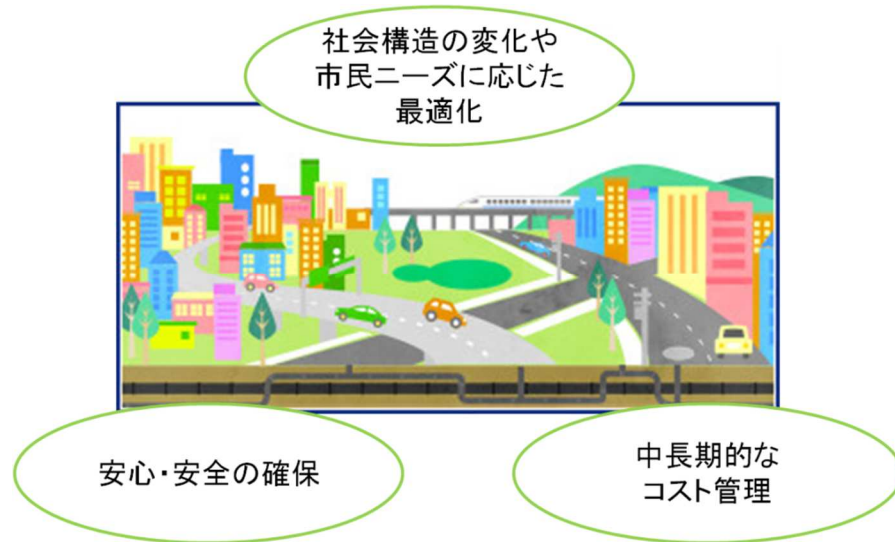 社会構造の変化や
市民ニーズに応じた
最適化
安心・安全の確保
中長期的な
コスト管理